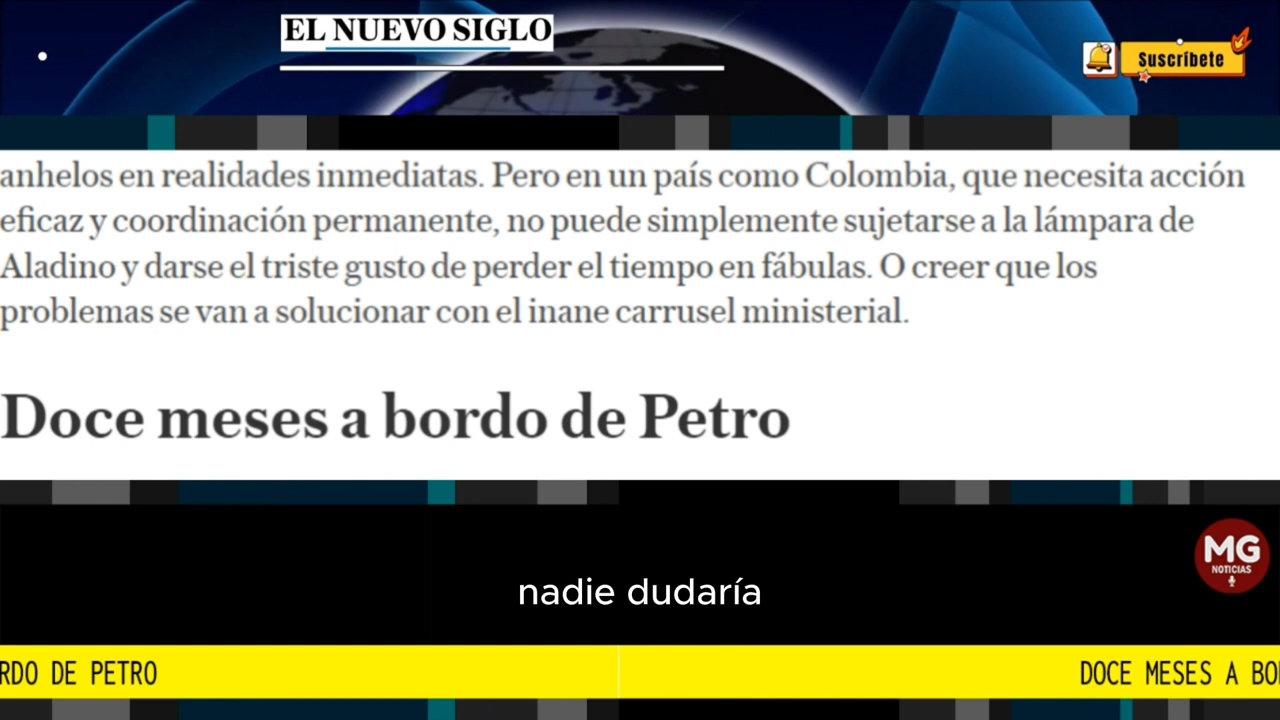 EL NUEVO SIGLO
Suscríbete
anhelos en realidades inmediatas. Pero en un país como Colombia, que necesita acción
eficaz y coordinación permanente, no puede simplemente sujetarse a la lámpara de
Aladino y darse el triste gusto de perder el tiempo en fábulas. O creer que los
problemas se van a solucionar con el inane carrusel ministerial.
Doce meses a bordo de Petro
MG
NOTICIAS
nadie dudaría
RDO DE PETRO
DOCE MESES A BO